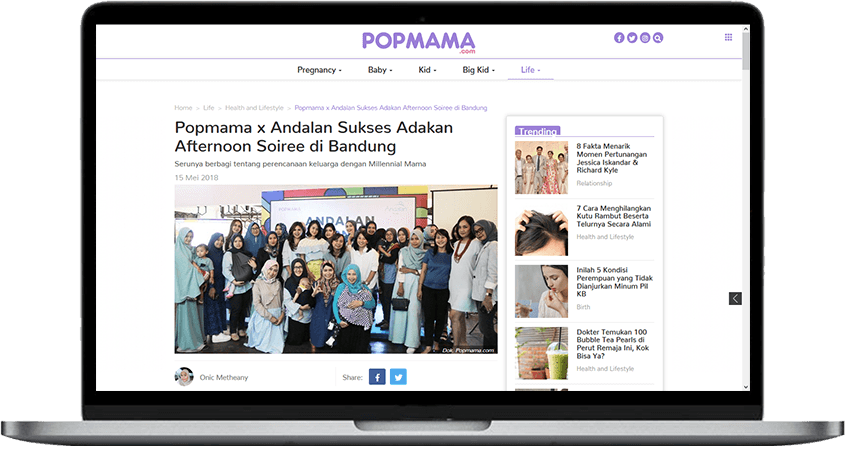 POPMAMA
.com
Pregnancy
Baby
Kid
Big Kid
Life
Home > Life > Health and Lifestyle > Popmama x Andalan Sukses Adakan Afternoon Soiree di Bandung
Popmama x Andalan Sukses Adakan
Afternoon Soiree di Bandung
Serunya berbagi tentang perencanaan keluarga dengan Millennial Mama
15 Mei 2018
ANDALAN
Dok. Popmama.com
Onic Metheany
Share:
Trending
8 Fakta Menarik
Momen Pertunangan
Jessica Iskandar &
Richard Kyle
Relationship
7 Cara Menghilangkan
Kutu Rambut Beserta
Telurnya Secara Alami
Health and Lifestyle
Inilah 5 Kondisi
Perempuan yang Tidak
Dianjurkan Minum Pil
KB
Birth
Dokter Temukan 100
Bubble Tea Pearls di
Perut Remaja Ini, Kok
Bisa Ya?
Health and Lifestyle